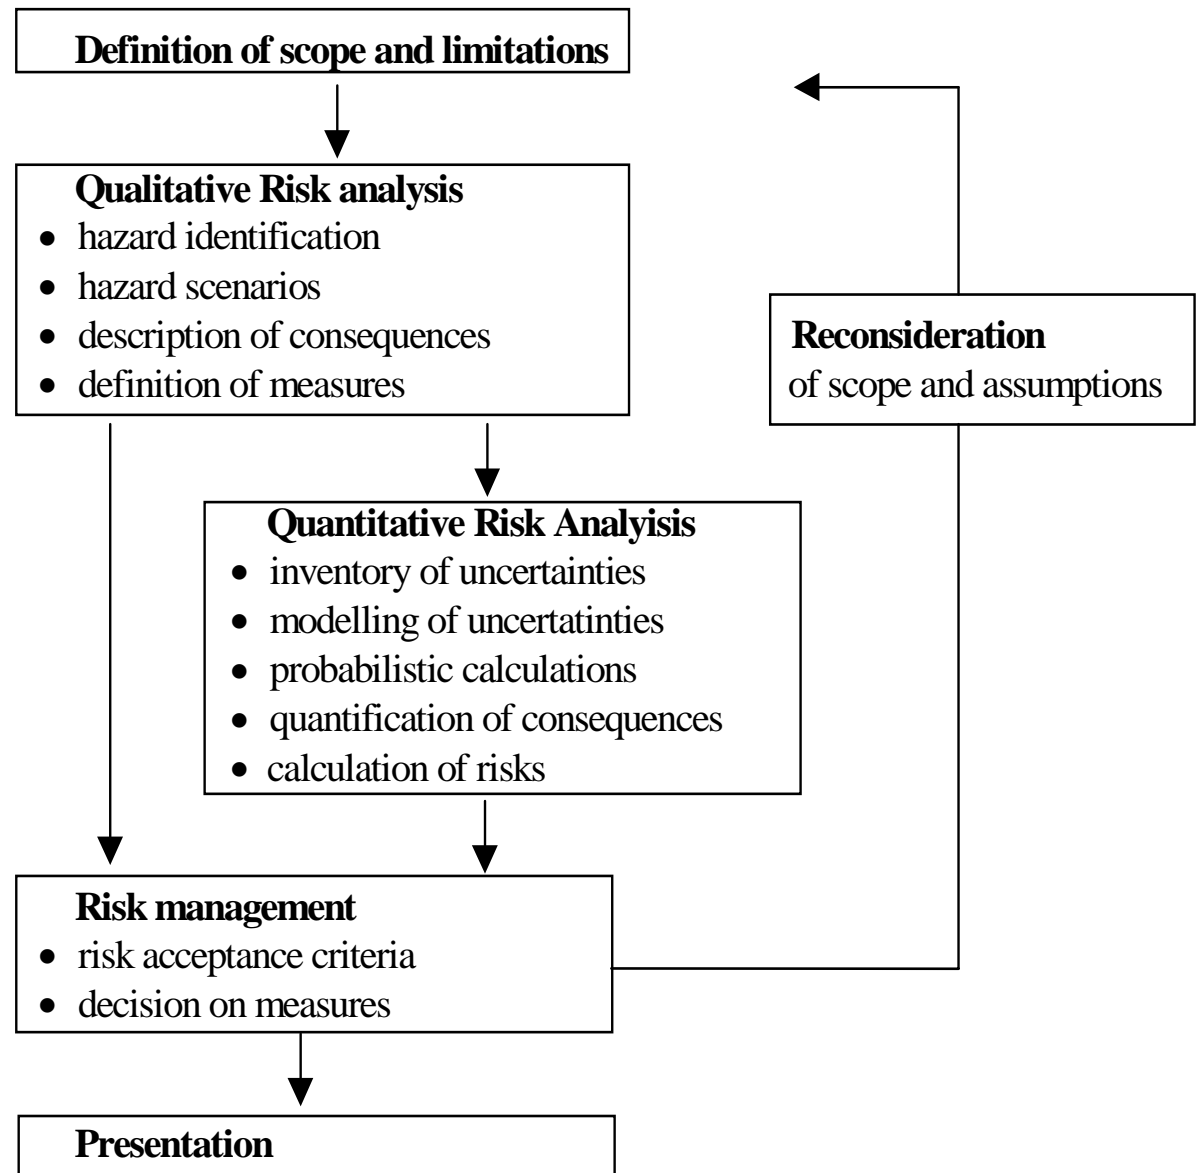 Definition of scope and limitations
Qualitative Risk analysis
• hazard identification
• hazard scenarios
• description of consequences
• definition of measures
Reconsideration
of scope and assumptions
Quantitative Risk Analyisis
• inventory of uncertainties
• modelling of uncertatinties
• probabilistic calculations
• quantification of consequences
• calculation of risks
Risk management
• risk acceptance criteria
• decision on measures
Presentation